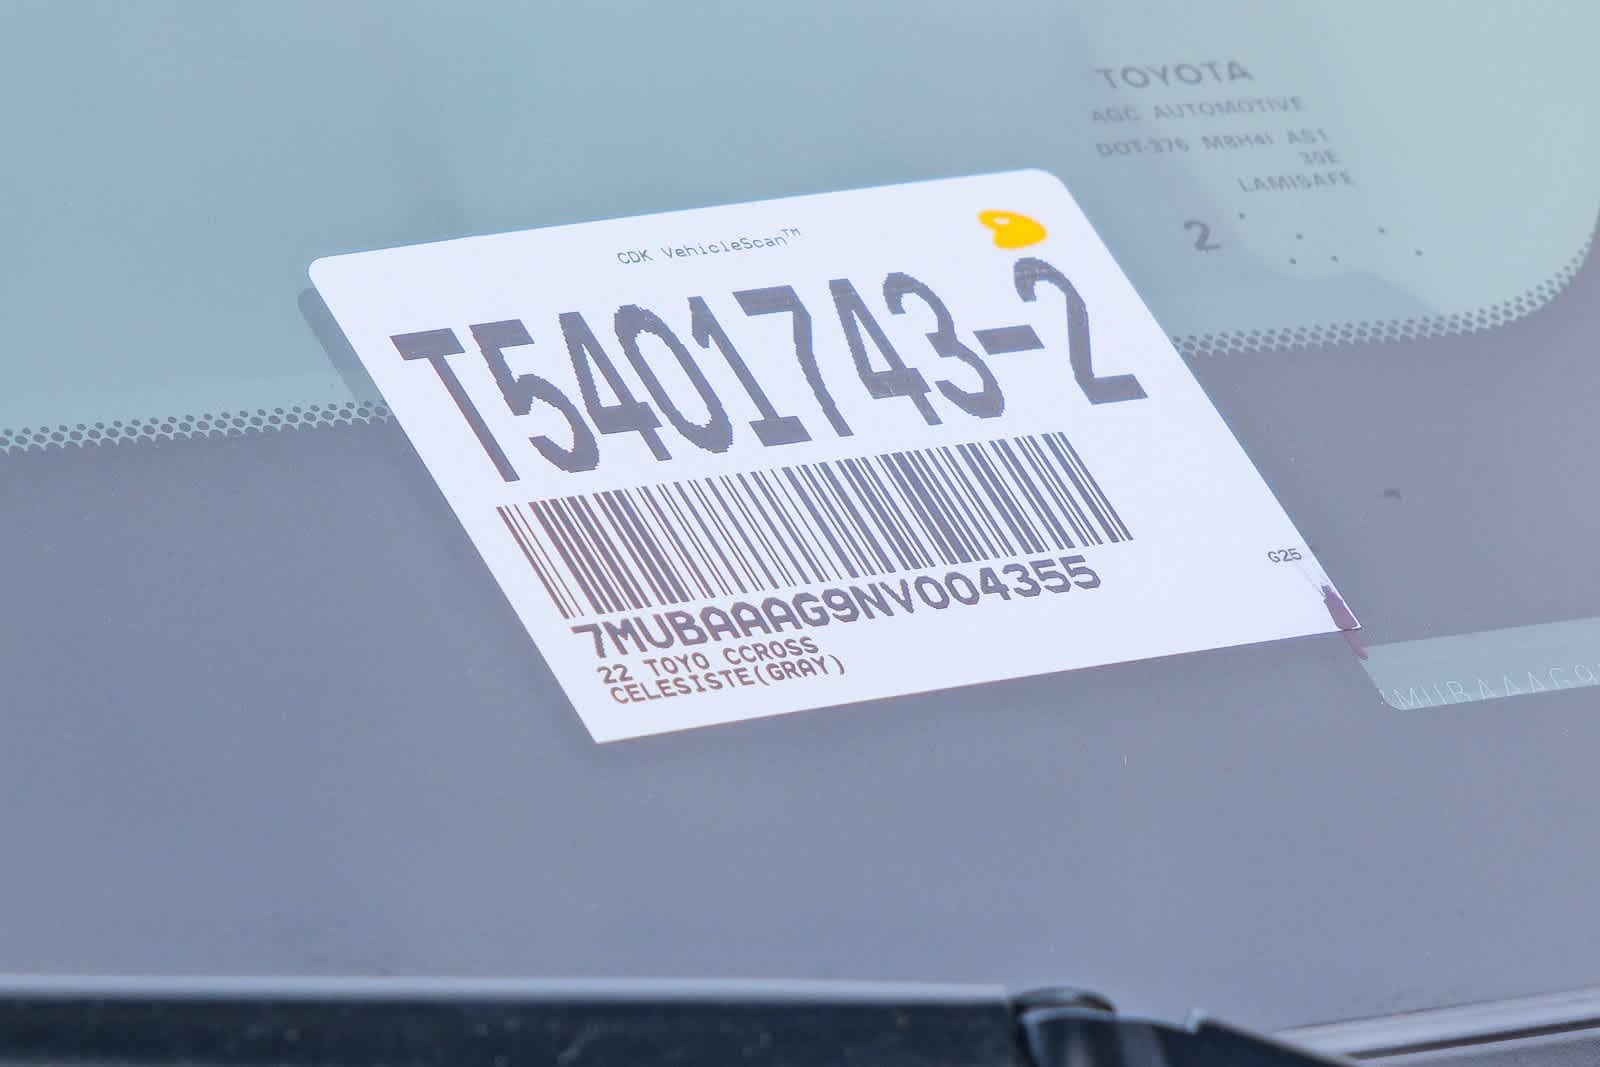 TOYOTA
AGC AUTOMOTIVE
DOT-376 M8H41 AS1
30E
LAMISAFE
2
CDK VehicleScan™
T5401743-2
7MUBAAAG9NV004355
22 TOYO CCROSS
CELESISTE(GRAY)
G25
MUBAAAG9